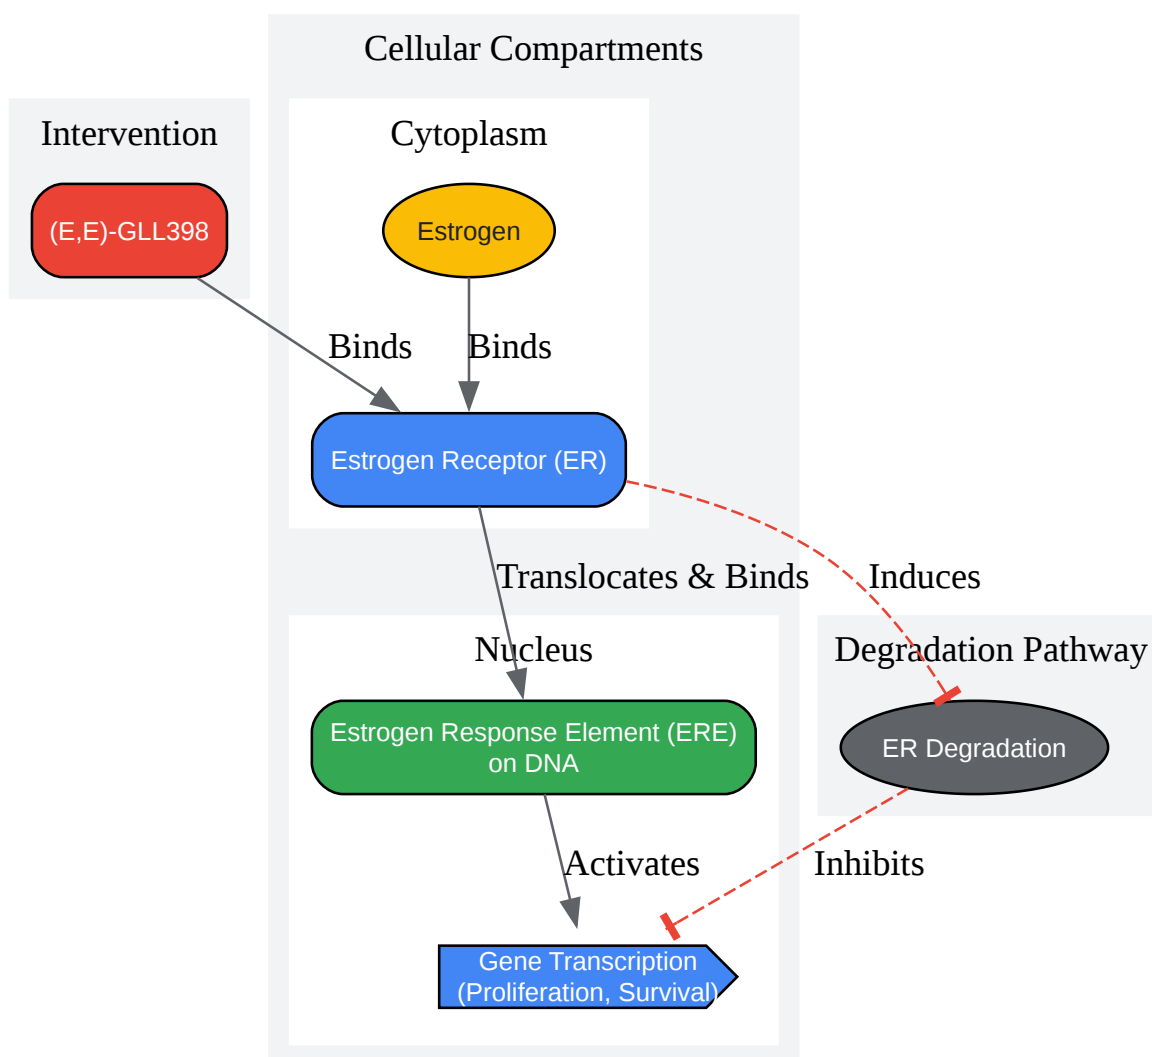 Cellular Compartments
Intervention
Cytoplasm
(E,E)-GLL398
Estrogen
Binds
Binds
Estrogen Receptor (ER)
Translocates & Binds
Induces
Nucleus
Degradation Pathway
Estrogen Response Element (ERE)
on DNA
ER Degradation
Activates
Inhibits
Gene Transcription
(Proliferation, Survival)